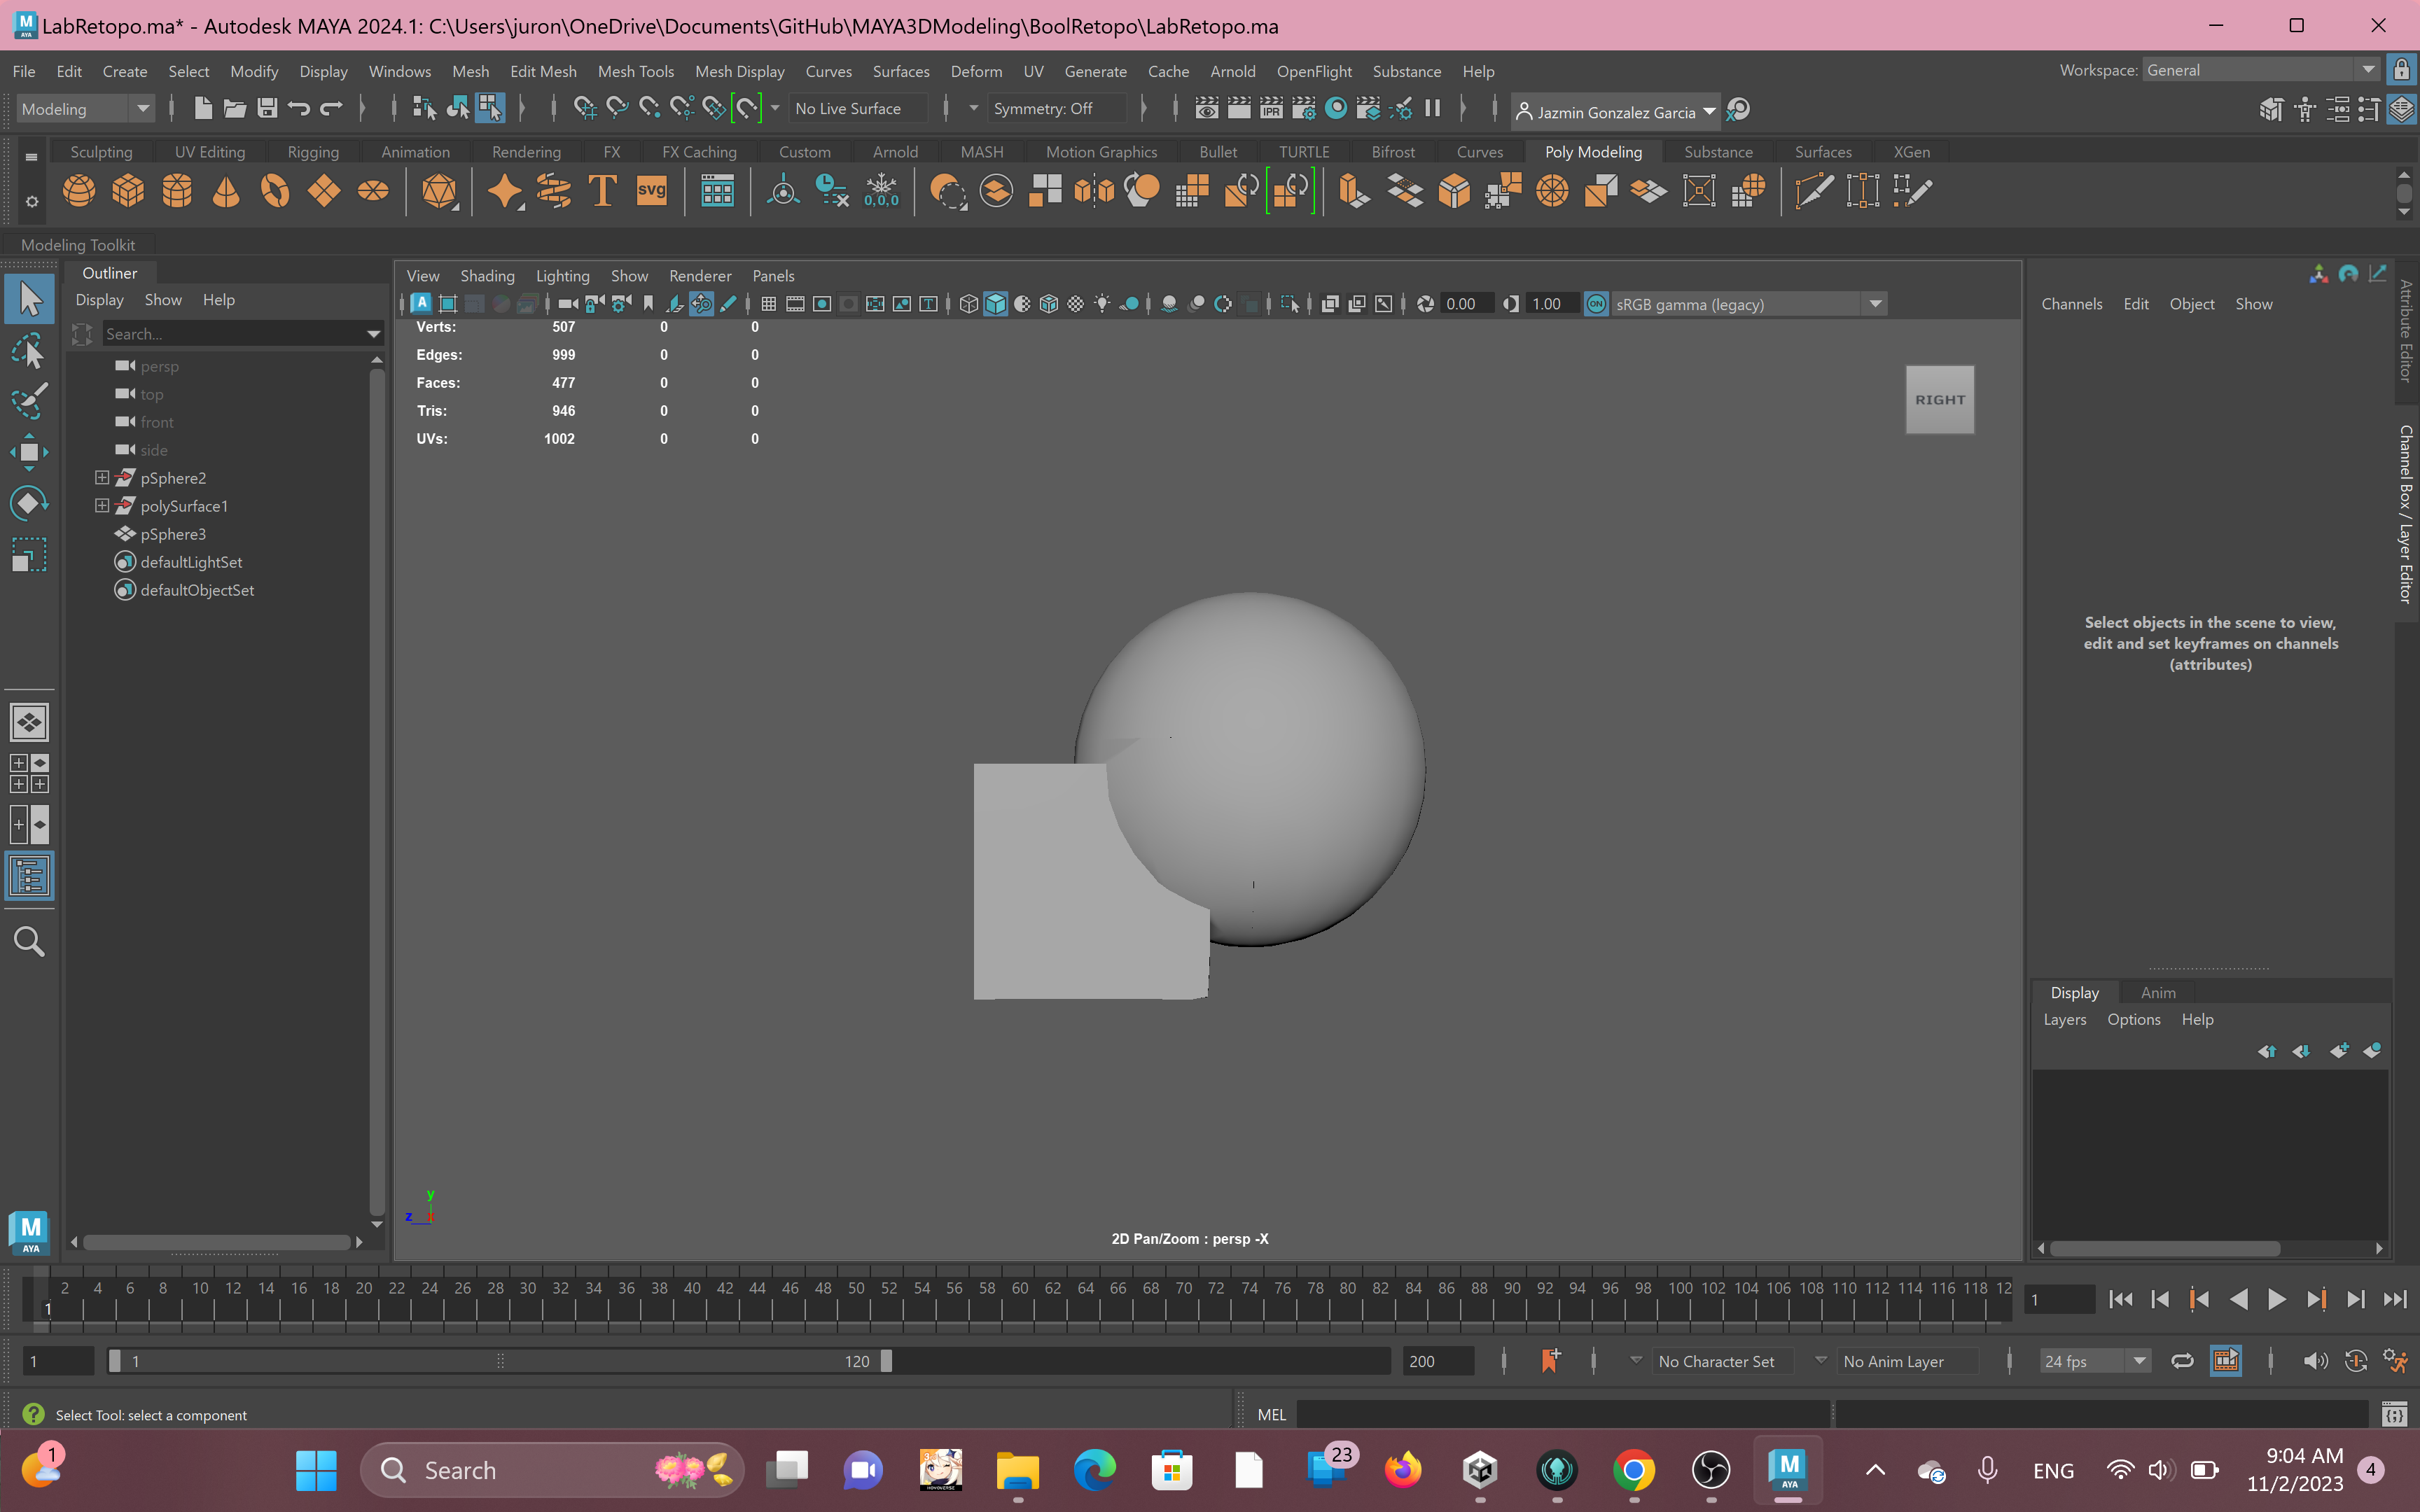 LabRetopo.ma* - Autodesk MAYA 2024.1: C:\Users\juron\OneDrive\Documents\GitHub\MAYA3DModeling\BoolRetopo\LabRetopo.ma
File Edit Create Select Modify Display Windows Mesh Edit Mesh Mesh Tools Mesh Display Curves Surfaces Deform UV Generate Cache Arnold OpenFlight Substance Help Workspace: General
Modeling No Live Surface Symmetry: Off IPR Jazmin Gonzalez Garcia
Sculpting UV Editing Rigging Animation Rendering FX FX Caching Custom Arnold MASH Motion Graphics Bullet TURTLE Bifrost Curves Poly Modeling Substance Surfaces XGen
T svg 0,0,0
Modeling Toolkit
Outliner
Display Show Help
Search...
persp
top
front
side
pSphere2
polySurface1
pSphere3
defaultLightSet
defaultObjectSet
View Shading Lighting Show Renderer Panels
A T 0.00 1.00 ON sRGB gamma (legacy)
Verts: 507 0 0
Edges: 999 0 0
Faces: 477 0 0
Tris: 946 0 0
UVs: 1002 0 0
RIGHT
y
z x
2D Pan/Zoom : persp -X
Channels Edit Object Show
Attribute Editor
Channel Box / Layer Editor
Select objects in the scene to view,
edit and set keyframes on channels
(attributes)
Display Anim
Layers Options Help
M
AYA
2 4 6 8 10 12 14 16 18 20 22 24 26 28 30 32 34 36 38 40 42 44 46 48 50 52 54 56 58 60 62 64 66 68 70 72 74 76 78 80 82 84 86 88 90 92 94 96 98 100 102 104 106 108 110 112 114 116 118 12
1
1
1 1 120 200 No Character Set No Anim Layer 24 fps
Select Tool: select a component MEL
1 Search 23 M AYA ENG 9:04 AM 4
11/2/2023